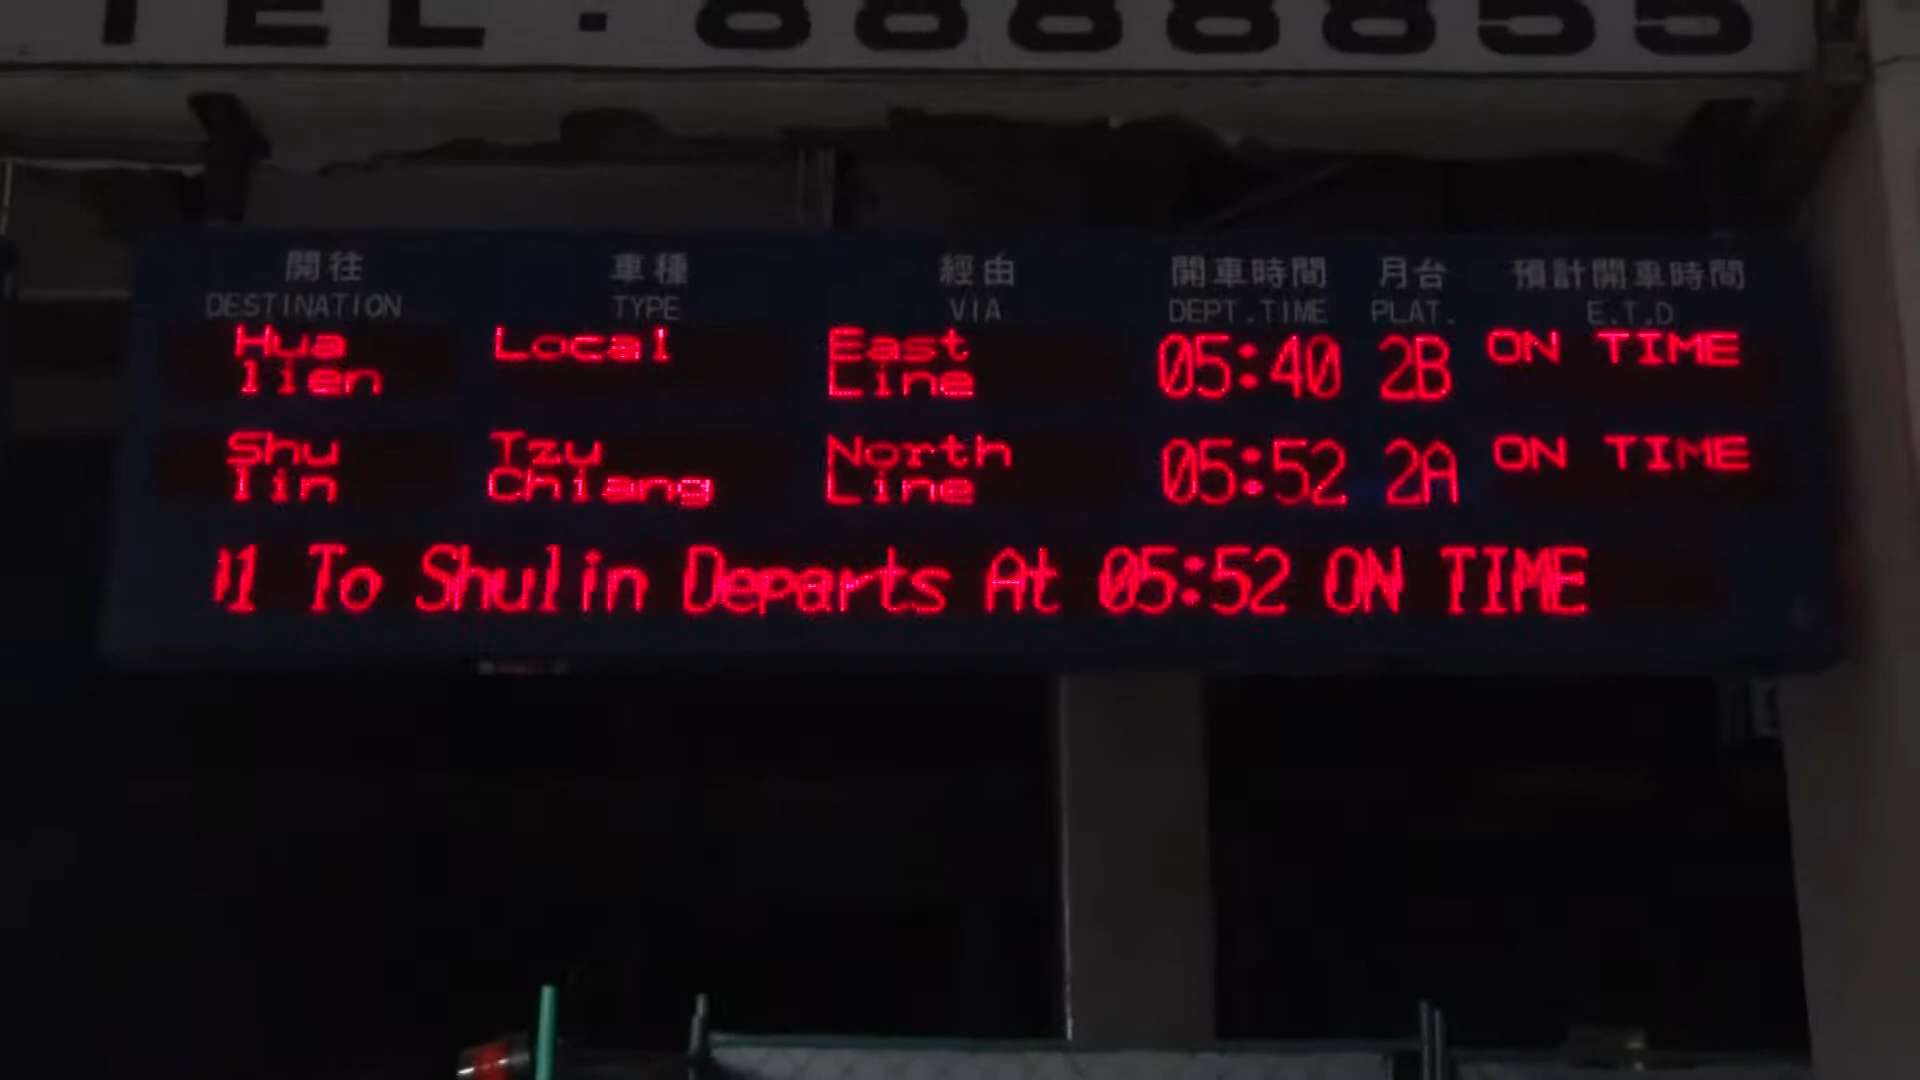 TEL · 8888855
開往 車種 經由 開車時間 月台 預計開車時間
DESTINATION TYPE VIA DEPT.TIME PLAT. E.T.D
Hua Local East 05:40 2B ON TIME
lien Line
Shu Tzu North 05:52 2A ON TIME
lin Chiang Line
1 To Shulin Departs At 05:52 ON TIME